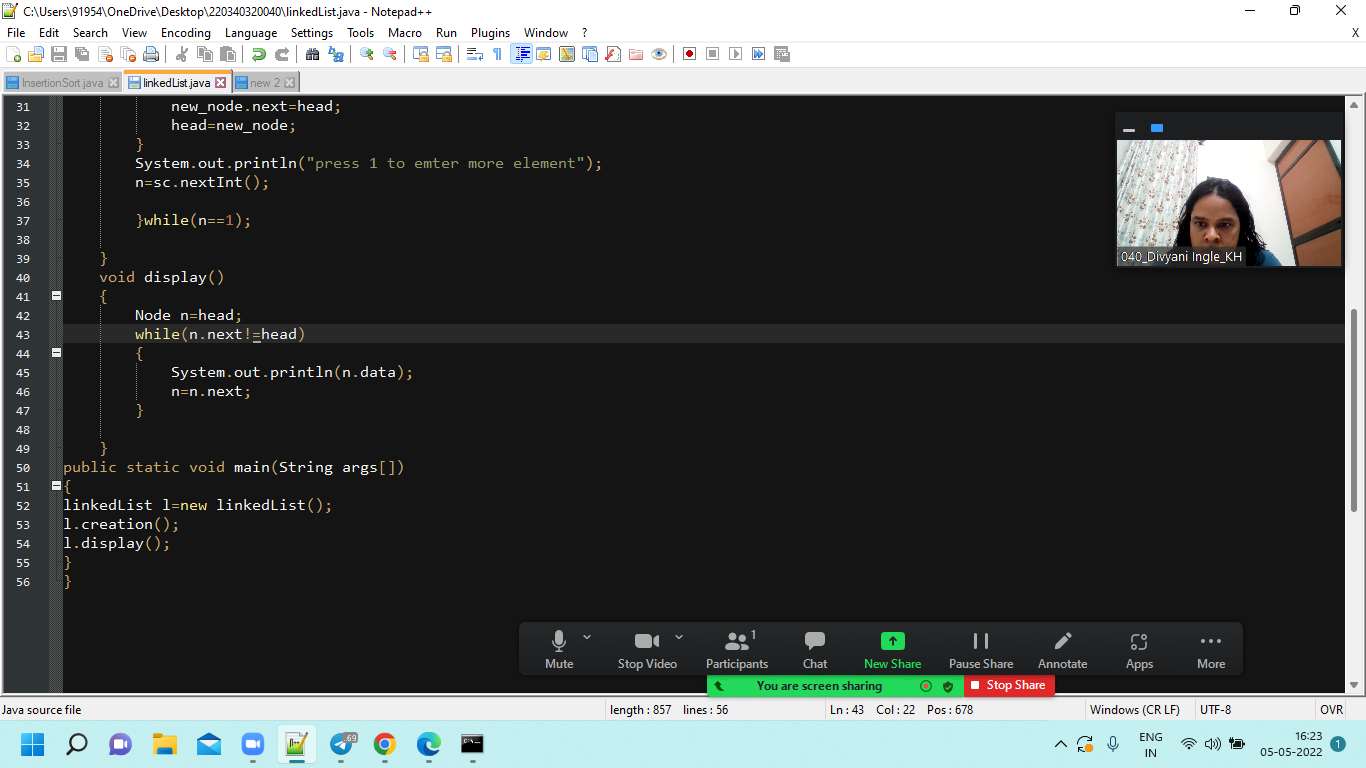 C:\Users\91954\OneDrive\Desktop\220340320040\linkedList.java - Notepad++
File Edit Search View Encoding Language Settings Tools Macro Run Plugins Window ? X
InsertionSort.java linkedList.java new 2
31 new_node.next=head;
32 head=new_node;
33 }
34 System.out.println("press 1 to emter more element");
35 n=sc.nextInt();
36
37 }while(n==1);
38
39 }
40 void display()
41 {
42 Node n=head;
43 while(n.next!=head)
44 {
45 System.out.println(n.data);
46 n=n.next;
47 }
48
49 }
50 public static void main(String args[])
51 {
52 linkedList l=new linkedList();
53 l.creation();
54 l.display();
55 }
56 }
040_Divyani Ingle_KH
1
Mute Stop Video Participants Chat New Share Pause Share Annotate Apps More
You are screen sharing Stop Share
Java source file length : 857 lines : 56 Ln : 43 Col : 22 Pos : 678 Windows (CR LF) UTF-8 OVR
69
ENG
IN
16:23
05-05-2022
1